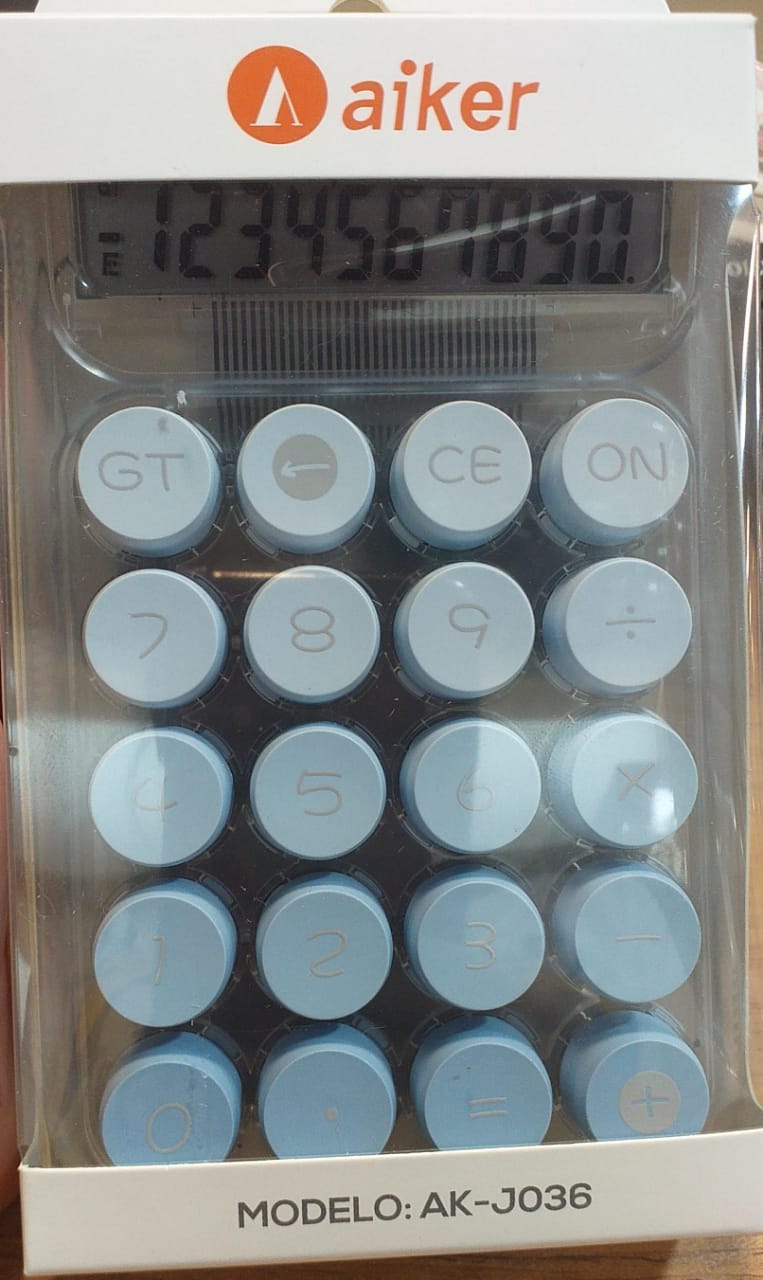 aiker
1234567890.
GT ← CE ON
7 8 9 ÷
4 5 6 ×
1 2 3 −
0 . = +
MODELO: AK-J036